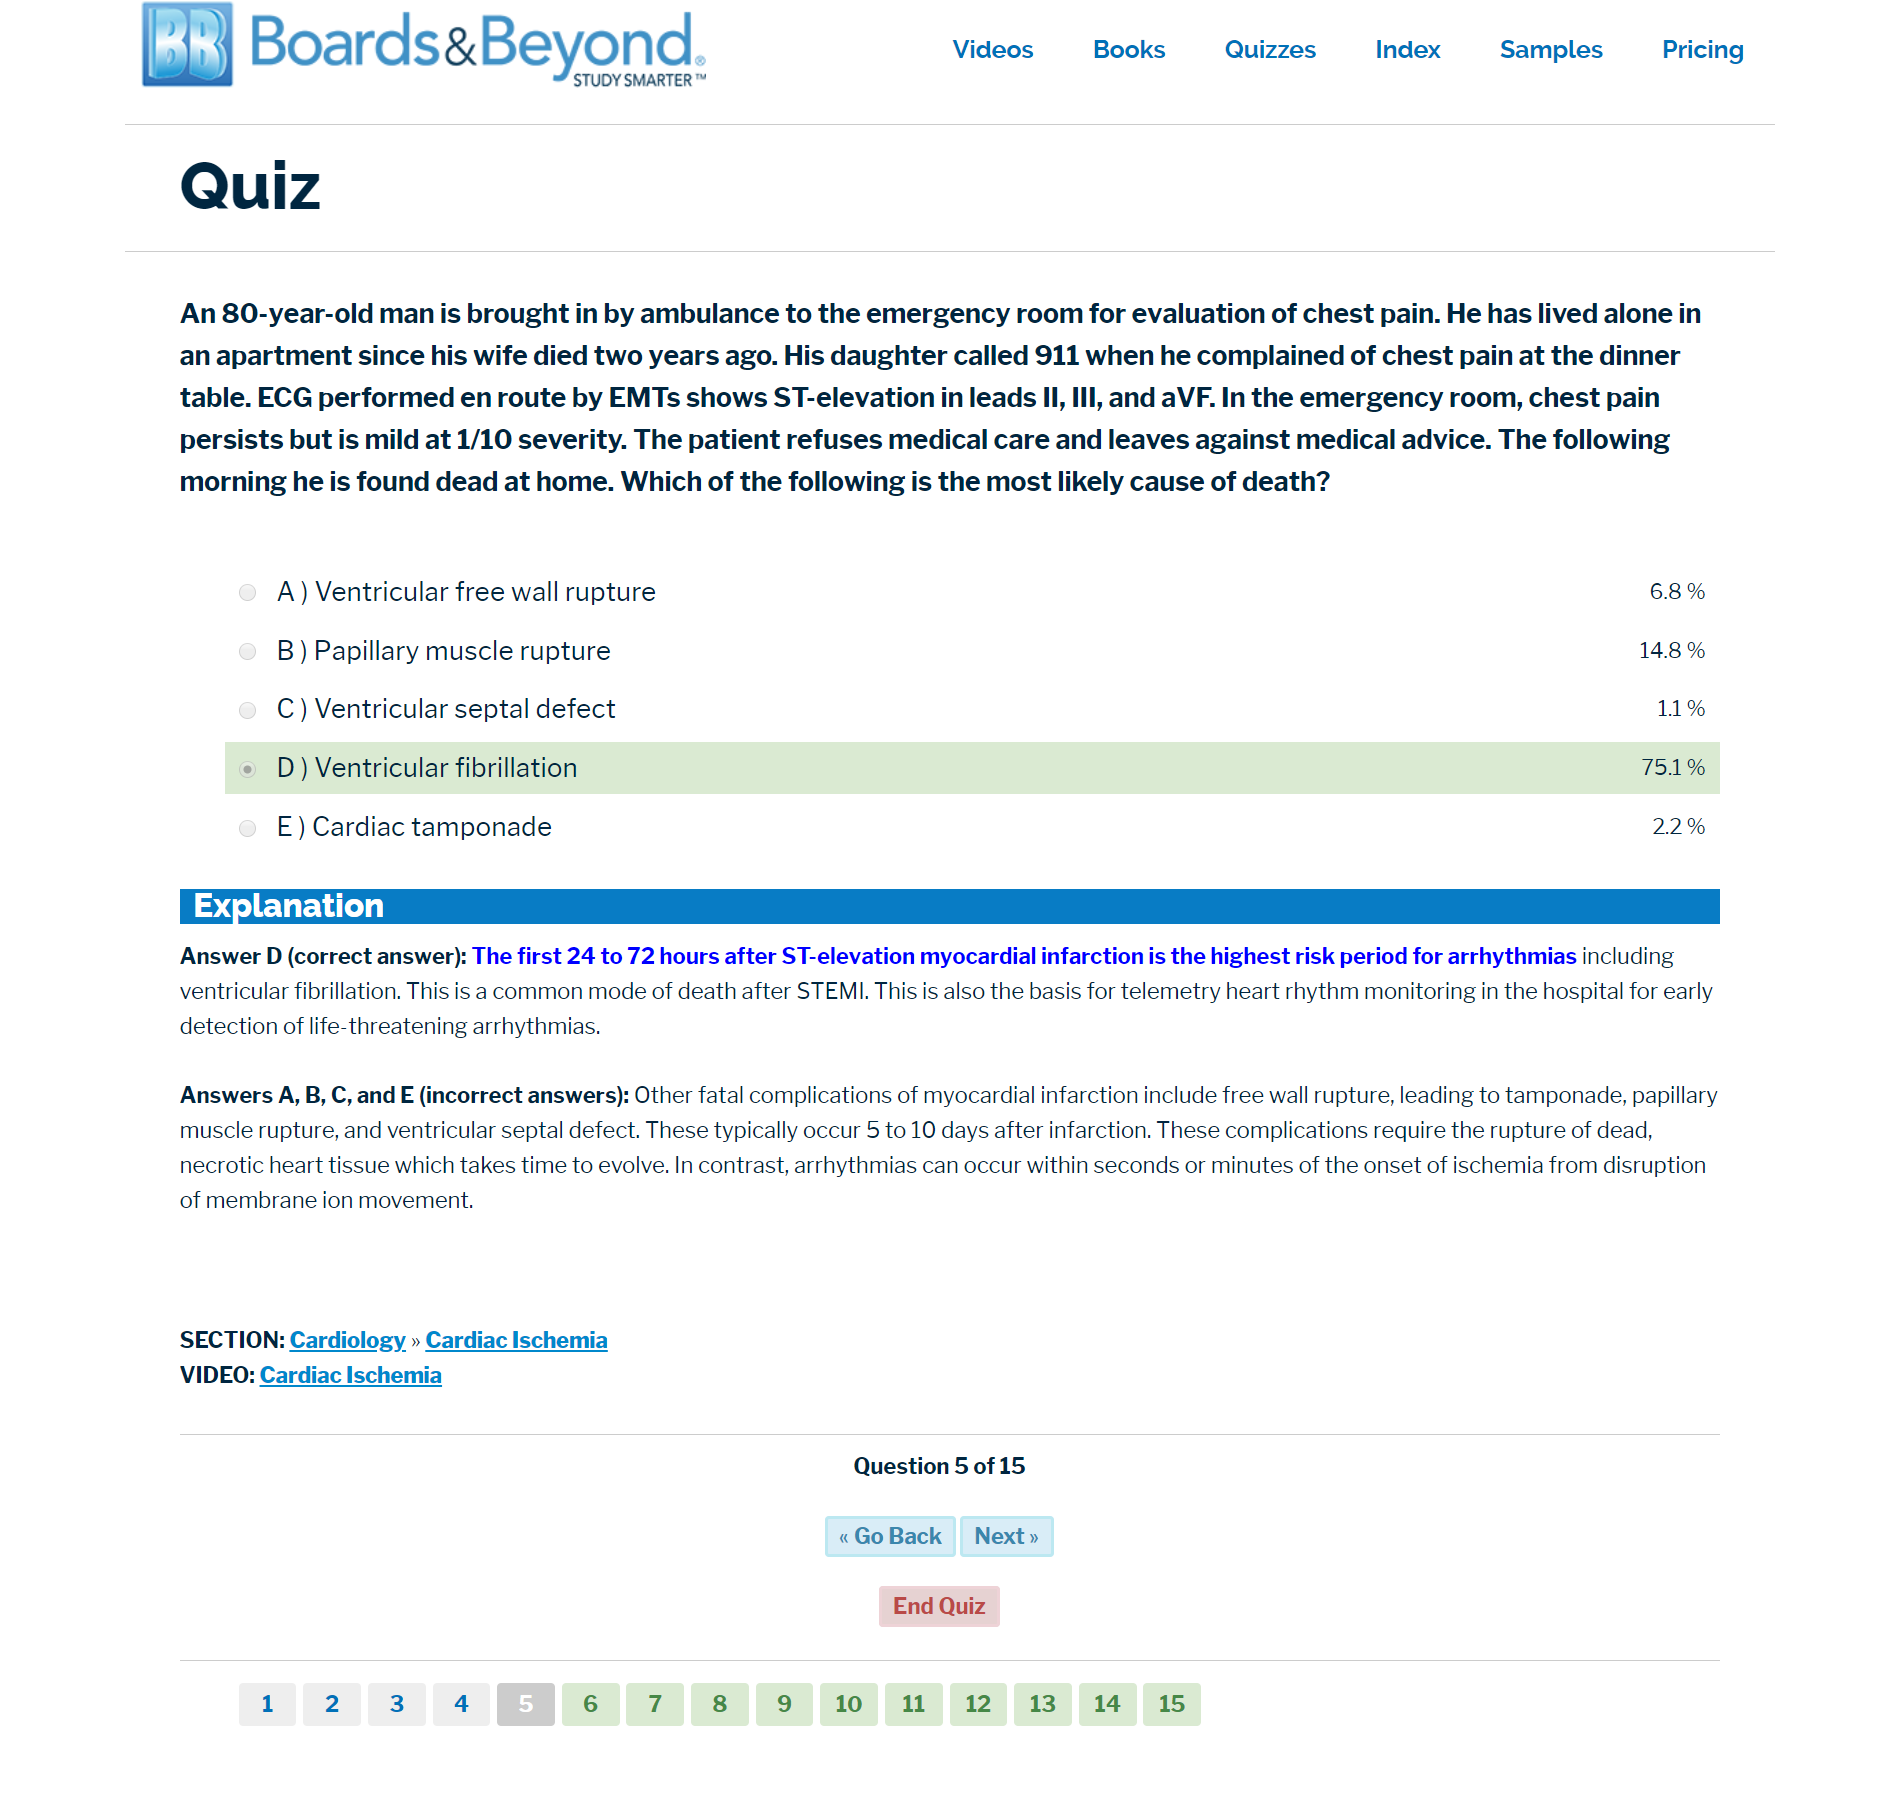 BB Boards&Beyond®
STUDY SMARTER™
Videos Books Quizzes Index Samples Pricing
Quiz
An 80-year-old man is brought in by ambulance to the emergency room for evaluation of chest pain. He has lived alone in
an apartment since his wife died two years ago. His daughter called 911 when he complained of chest pain at the dinner
table. ECG performed en route by EMTs shows ST-elevation in leads II, III, and aVF. In the emergency room, chest pain
persists but is mild at 1/10 severity. The patient refuses medical care and leaves against medical advice. The following
morning he is found dead at home. Which of the following is the most likely cause of death?
A ) Ventricular free wall rupture 6.8 %
B ) Papillary muscle rupture 14.8 %
C ) Ventricular septal defect 1.1 %
D ) Ventricular fibrillation 75.1 %
E ) Cardiac tamponade 2.2 %
Explanation
Answer D (correct answer): The first 24 to 72 hours after ST-elevation myocardial infarction is the highest risk period for arrhythmias including
ventricular fibrillation. This is a common mode of death after STEMI. This is also the basis for telemetry heart rhythm monitoring in the hospital for early
detection of life-threatening arrhythmias.
Answers A, B, C, and E (incorrect answers): Other fatal complications of myocardial infarction include free wall rupture, leading to tamponade, papillary
muscle rupture, and ventricular septal defect. These typically occur 5 to 10 days after infarction. These complications require the rupture of dead,
necrotic heart tissue which takes time to evolve. In contrast, arrhythmias can occur within seconds or minutes of the onset of ischemia from disruption
of membrane ion movement.
SECTION: Cardiology » Cardiac Ischemia
VIDEO: Cardiac Ischemia
Question 5 of 15
« Go Back Next »
End Quiz
1 2 3 4 5 6 7 8 9 10 11 12 13 14 15